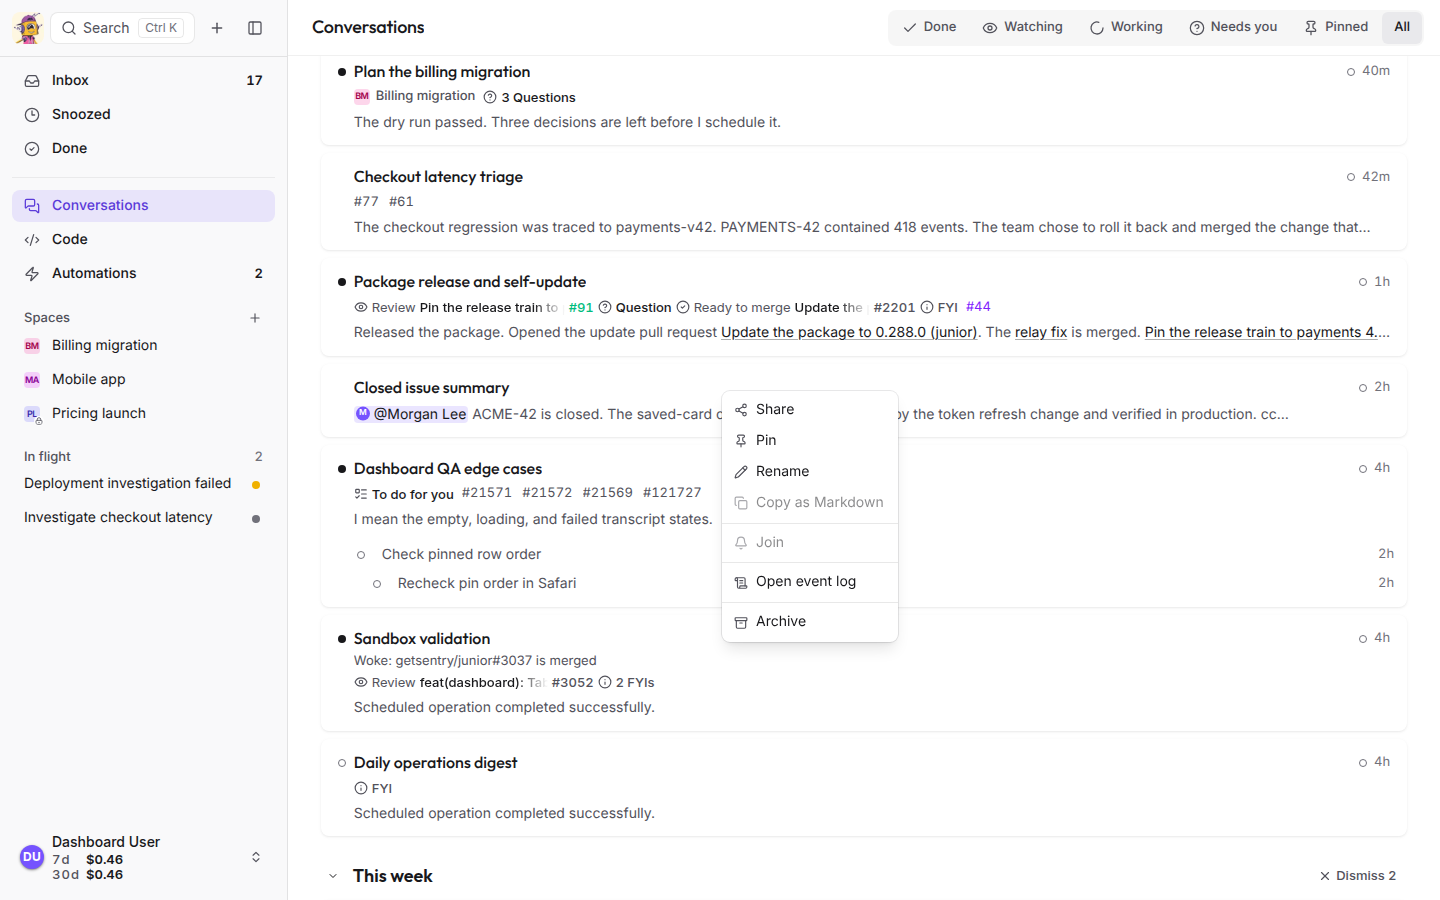 Search Ctrl K
Inbox 17
Snoozed
Done
Conversations
Code
Automations 2
Spaces
BM Billing migration
MA Mobile app
PL Pricing launch
In flight 2
Deployment investigation failed
Investigate checkout latency
DU Dashboard User
7d $0.46
30d $0.46
Conversations
Done Watching Working Needs you Pinned All
Plan the billing migration 40m
BM Billing migration 3 Questions
The dry run passed. Three decisions are left before I schedule it.
Checkout latency triage 42m
#77 #61
The checkout regression was traced to payments-v42. PAYMENTS-42 contained 418 events. The team chose to roll it back and merged the change that...
Package release and self-update 1h
Review Pin the release train to #91 Question Ready to merge Update the #2201 FYI #44
Released the package. Opened the update pull request Update the package to 0.288.0 (junior). The relay fix is merged. Pin the release train to payments 4....
Closed issue summary 2h
M @Morgan Lee ACME-42 is closed. The saved-card by the token refresh change and verified in production. cc...
Dashboard QA edge cases 4h
To do for you #21571 #21572 #21569 #121727
I mean the empty, loading, and failed transcript states.
Check pinned row order 2h
Recheck pin order in Safari 2h
Sandbox validation 4h
Woke: getsentry/junior#3037 is merged
Review feat(dashboard): #3052 2 FYIs
Scheduled operation completed successfully.
Daily operations digest 4h
FYI
Scheduled operation completed successfully.
This week Dismiss 2
Share
Pin
Rename
Copy as Markdown
Join
Open event log
Archive